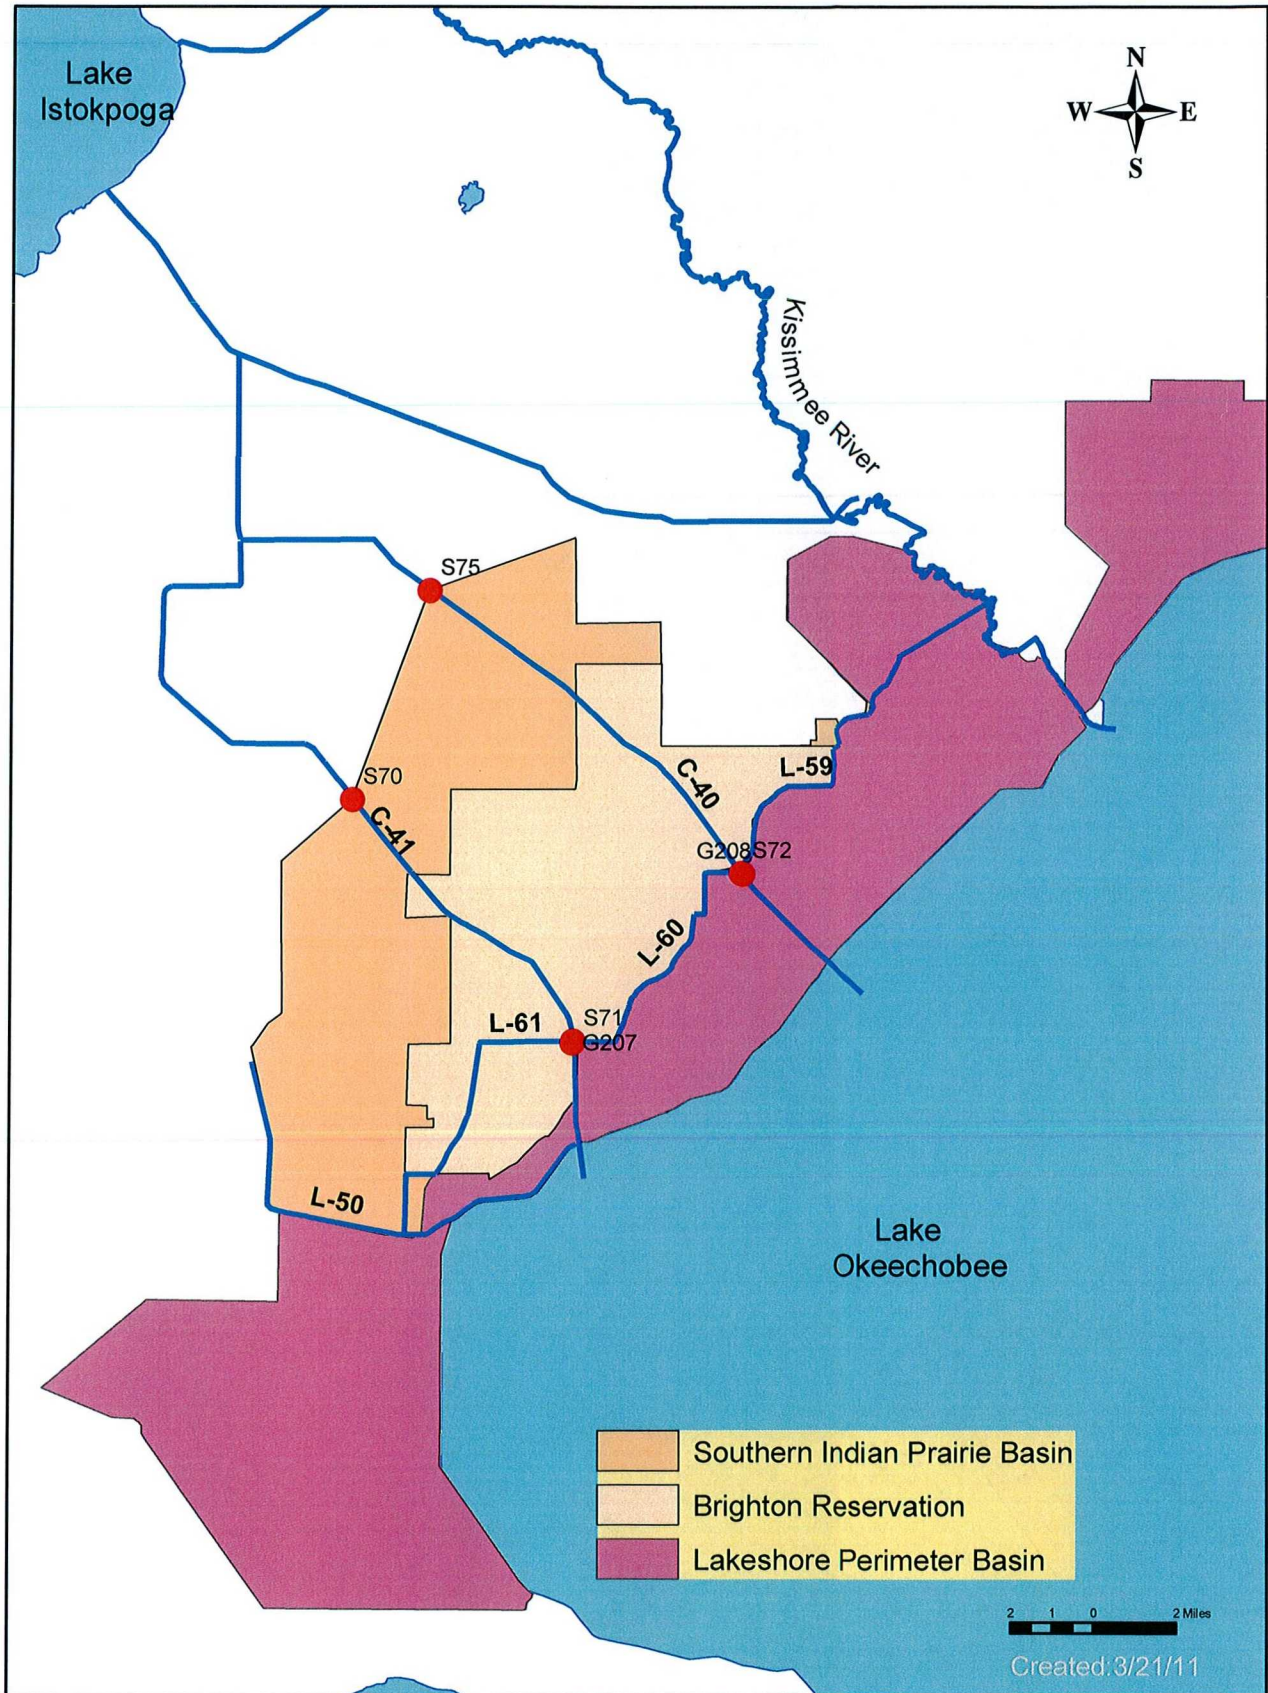 Lake
Istokpoga
N
W E
S
Kissimmee River
S75
S70
C-41
C-40
L-59
G208 S72
L-60
S71
L-61
G207
L-50
Lake
Okeechobee
Southern Indian Prairie Basin
Brighton Reservation
Lakeshore Perimeter Basin
2 1 0 2 Miles
Created:3/21/11